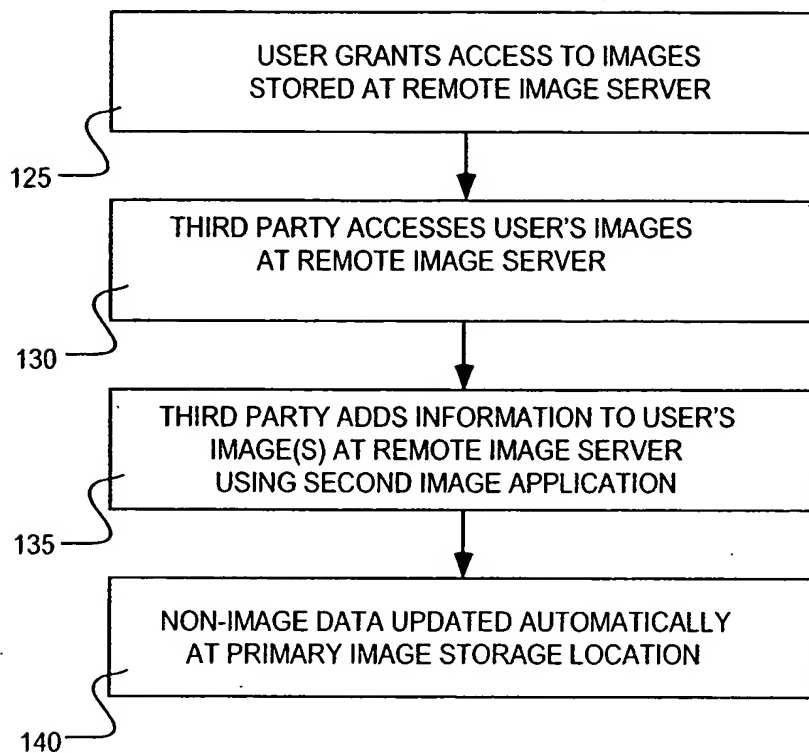 USER GRANTS ACCESS TO IMAGES
STORED AT REMOTE IMAGE SERVER
125
THIRD PARTY ACCESSES USER'S IMAGES
AT REMOTE IMAGE SERVER
130
THIRD PARTY ADDS INFORMATION TO USER'S
IMAGE(S) AT REMOTE IMAGE SERVER
USING SECOND IMAGE APPLICATION
135
NON-IMAGE DATA UPDATED AUTOMATICALLY
AT PRIMARY IMAGE STORAGE LOCATION
140